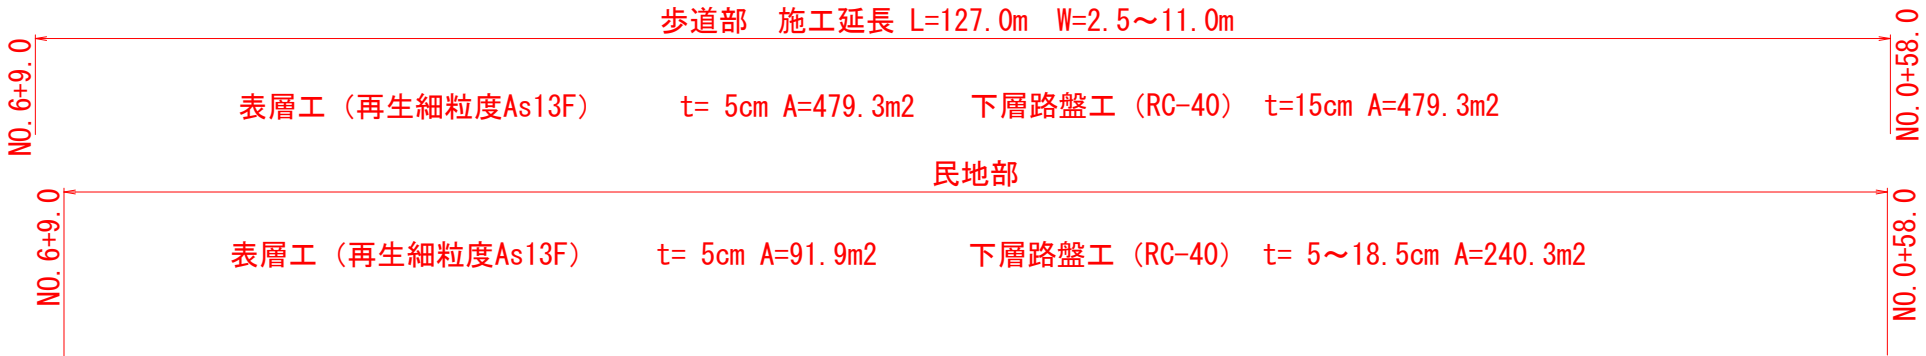 歩道部　施工延長 L=127.0m　W=2.5～11.0m
NO.6+9.0
NO.0+58.0
表層工（再生細粒度As13F）　　　t= 5cm A=479.3m2　　下層路盤工（RC-40）　t=15cm A=479.3m2
民地部
NO.6+9.0
NO.0+58.0
表層工（再生細粒度As13F）　　　t= 5cm A=91.9m2　　　下層路盤工（RC-40）　t= 5～18.5cm A=240.3m2